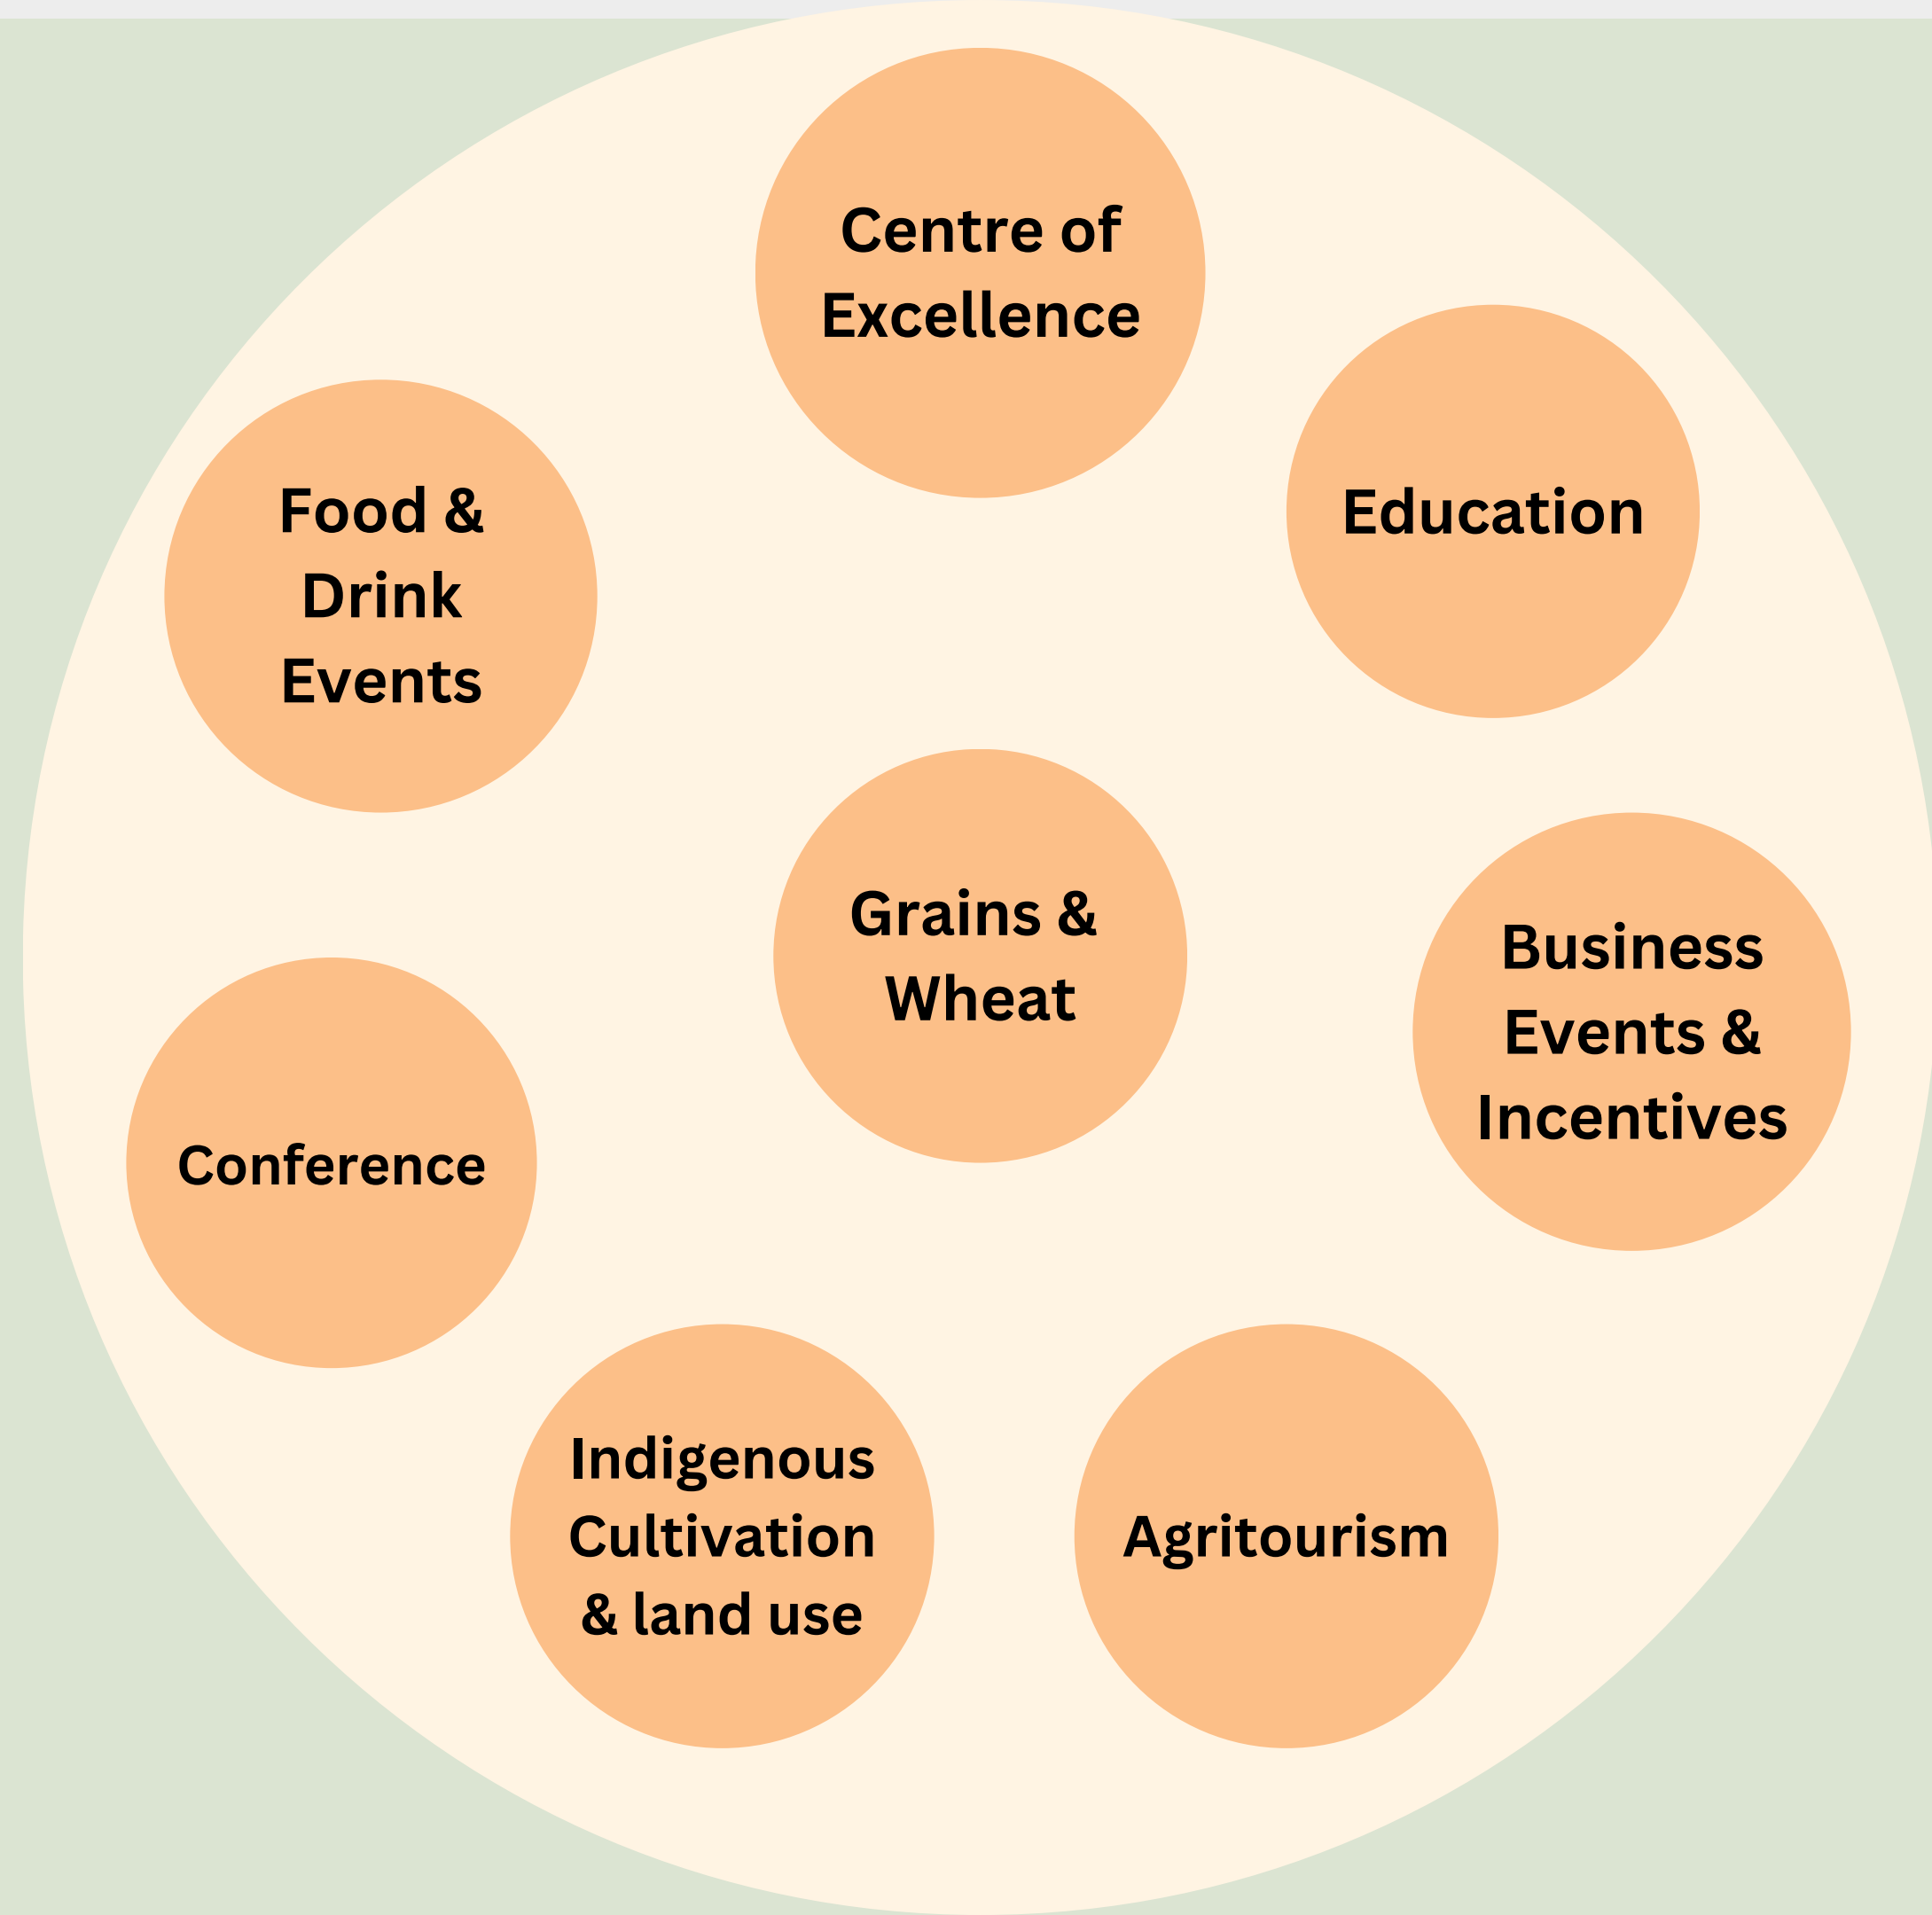 Centre of
Excellence
Food &
Drink
Events
Education
Grains &
Wheat
Business
Events &
Incentives
Conference
Indigenous
Cultivation
& land use
Agritourism